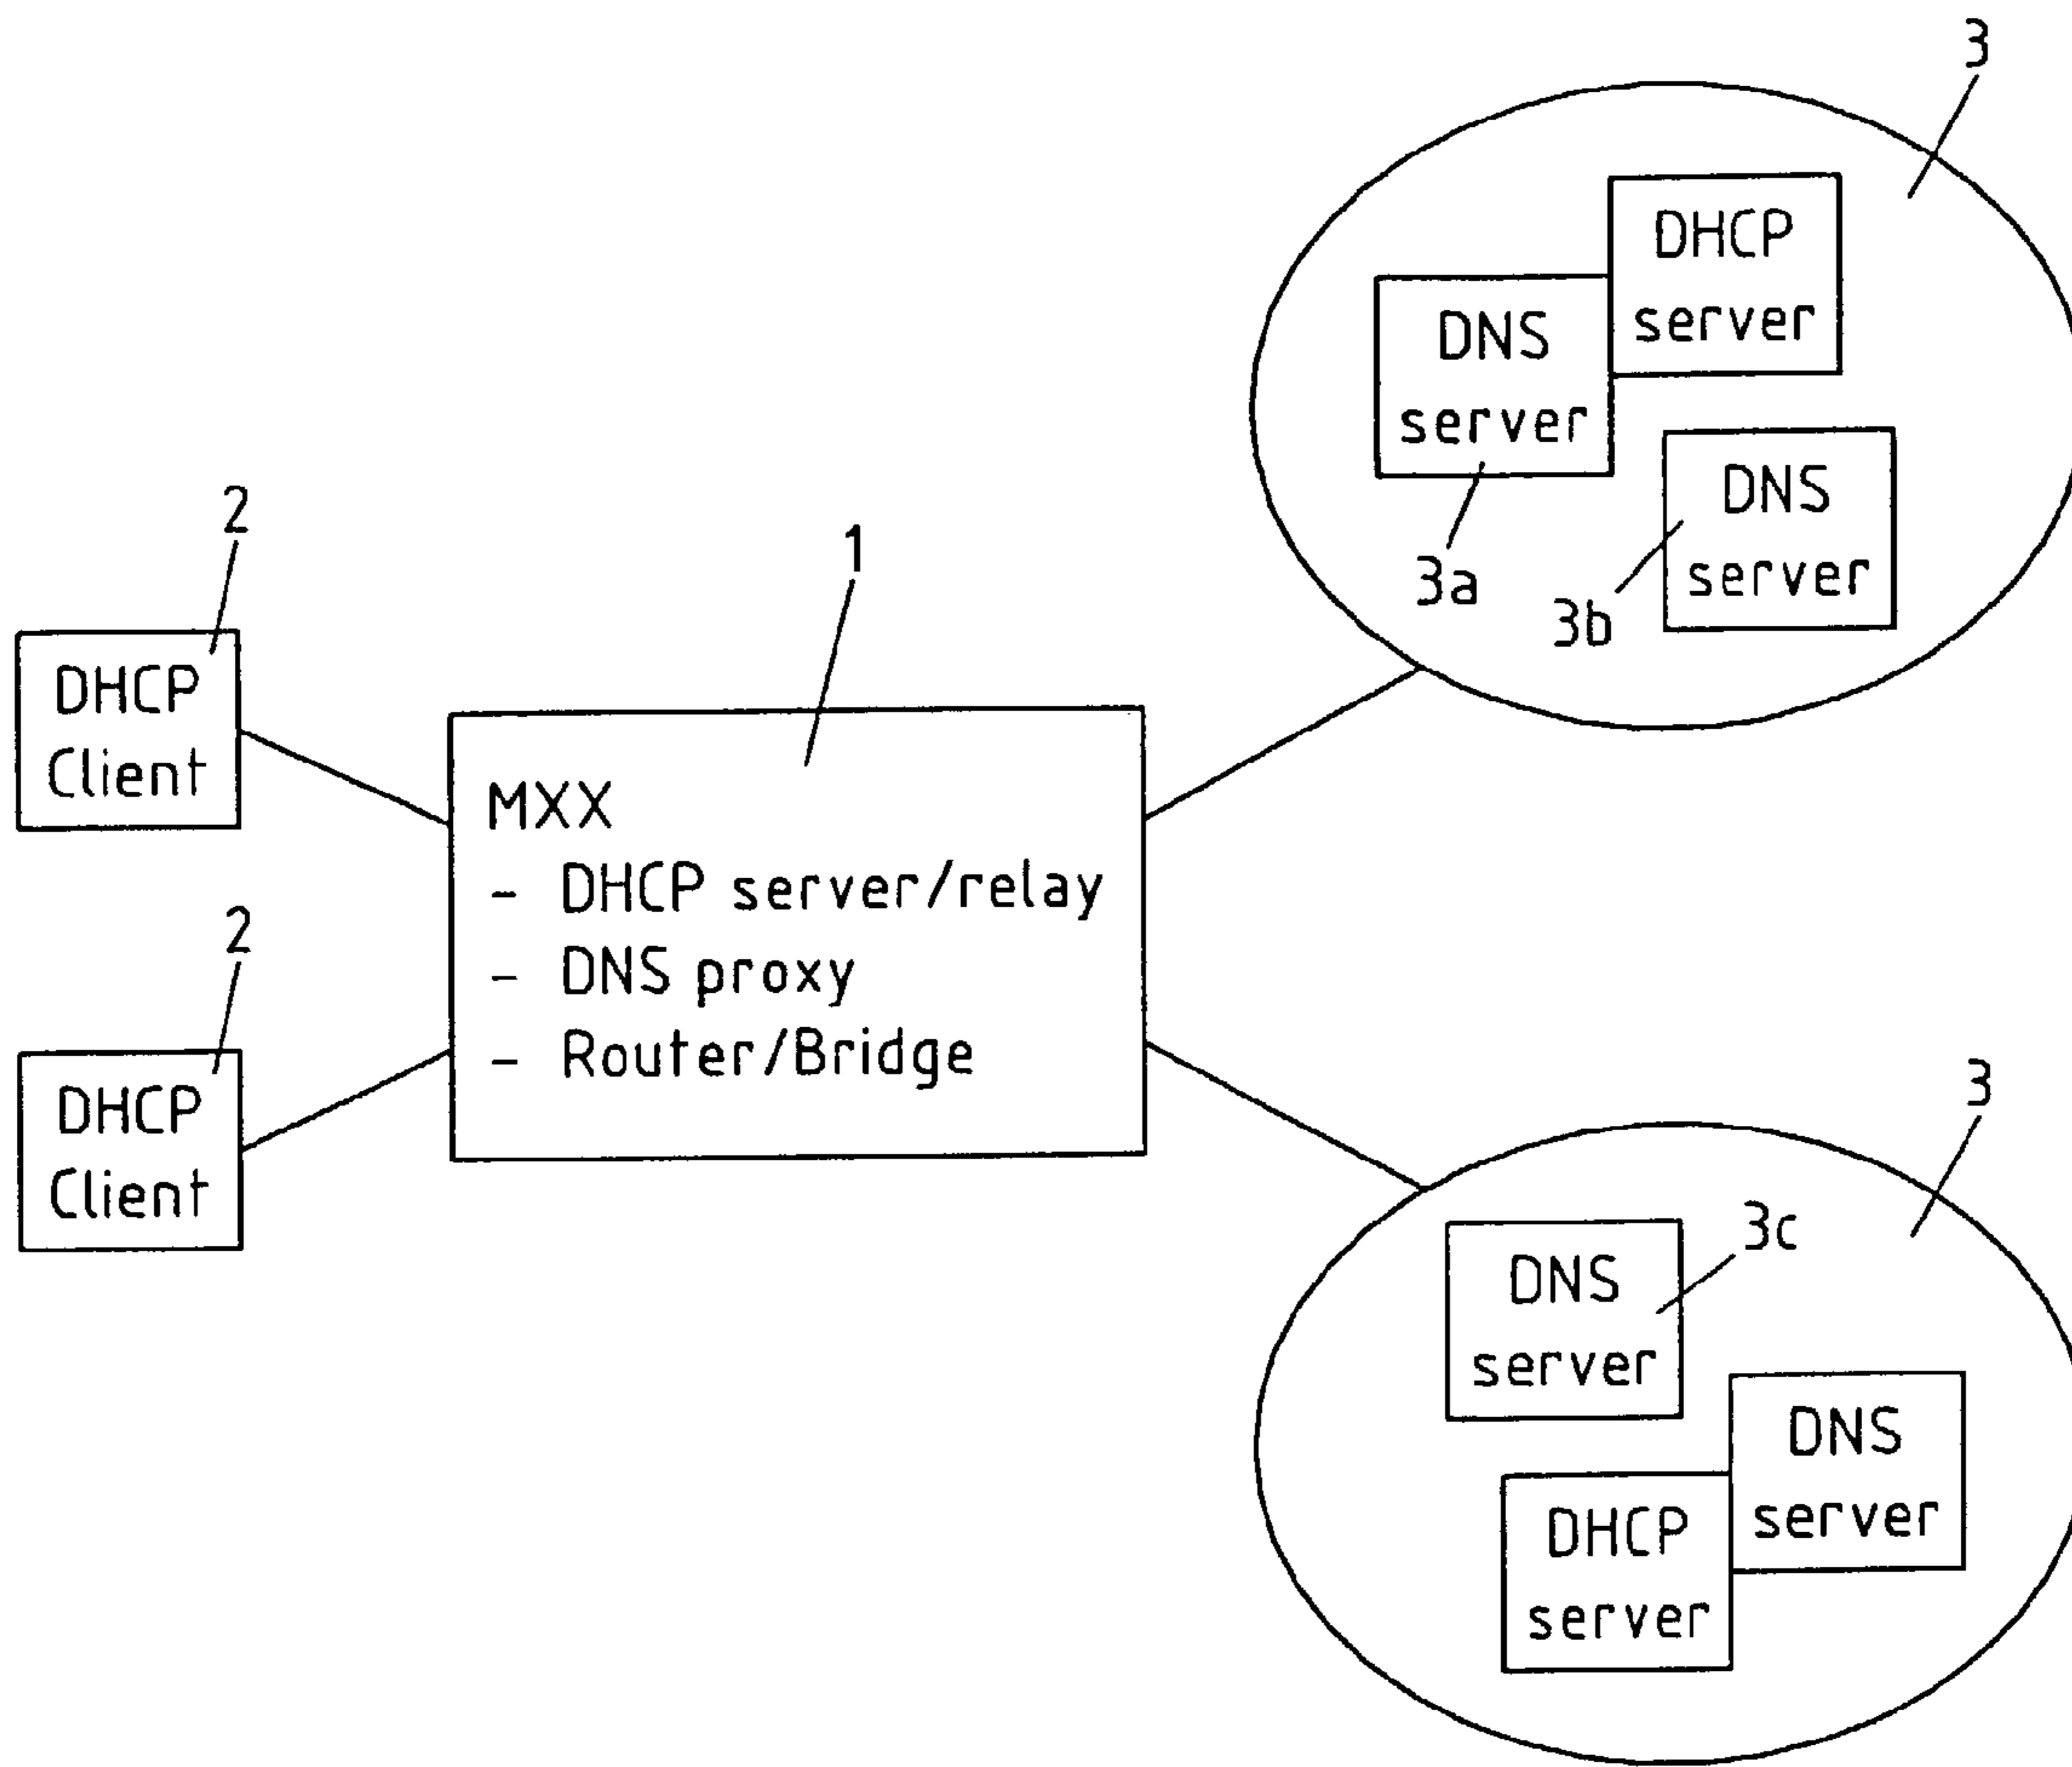 3
DHCP
server
DNS
server
3a
DNS
server
3b
2
DHCP
Client
1
MXX
- DHCP server/relay
- DNS proxy
- Router/Bridge
2
DHCP
Client
3
3c
DNS
server
DNS
server
DHCP
server